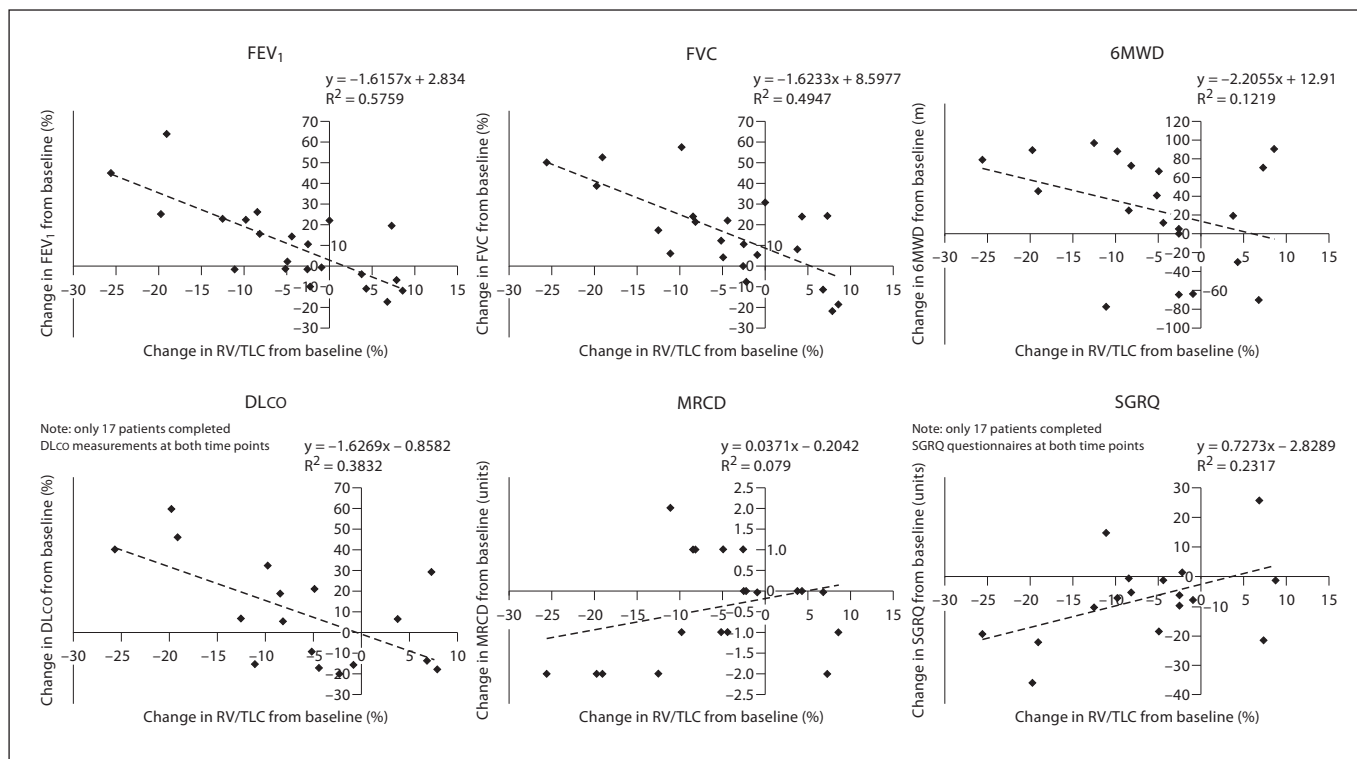 FEV1
y = –1.6157x + 2.834
R2 = 0.5759
Change in FEV1 from baseline (%)
70
60
50
40
30
20
10
0
–10
–20
–30
–30 –25 –20 –15 –10 –5 0 5 10 15
Change in RV/TLC from baseline (%)
FVC
y = –1.6233x + 8.5977
R2 = 0.4947
Change in FVC from baseline (%)
70
60
50
40
30
20
10
0
–10
–20
–30
–30 –25 –20 –15 –10 –5 0 5 10 15
Change in RV/TLC from baseline (%)
6MWD
y = –2.2055x + 12.91
R2 = 0.1219
Change in 6MWD from baseline (m)
120
100
80
60
40
20
0
–20
–40
–60
–80
–100
–30 –25 –20 –15 –10 –5 0 5 10 15
Change in RV/TLC from baseline (%)
DLCO
Note: only 17 patients completed
DLCO measurements at both time points
y = –1.6269x – 0.8582
R2 = 0.3832
Change in DLCO from baseline (%)
70
60
50
40
30
20
10
0
–10
–20
–30
–30 –25 –20 –15 –10 –5 0 5 10
Change in RV/TLC from baseline (%)
MRCD
y = 0.0371x – 0.2042
R2 = 0.079
Change in MRCD from baseline (units)
2.5
2.0
1.5
1.0
0.5
0
–0.5
–1.0
–1.5
–2.0
–2.5
–30 –25 –20 –15 –10 –5 0 5 10 15
Change in RV/TLC from baseline (%)
SGRQ
Note: only 17 patients completed
SGRQ questionnaires at both time points
y = 0.7273x – 2.8289
R2 = 0.2317
Change in SGRQ from baseline (units)
30
20
10
0
–10
–20
–30
–40
–30 –25 –20 –15 –10 –5 0 5 10 15
Change in RV/TLC from baseline (%)